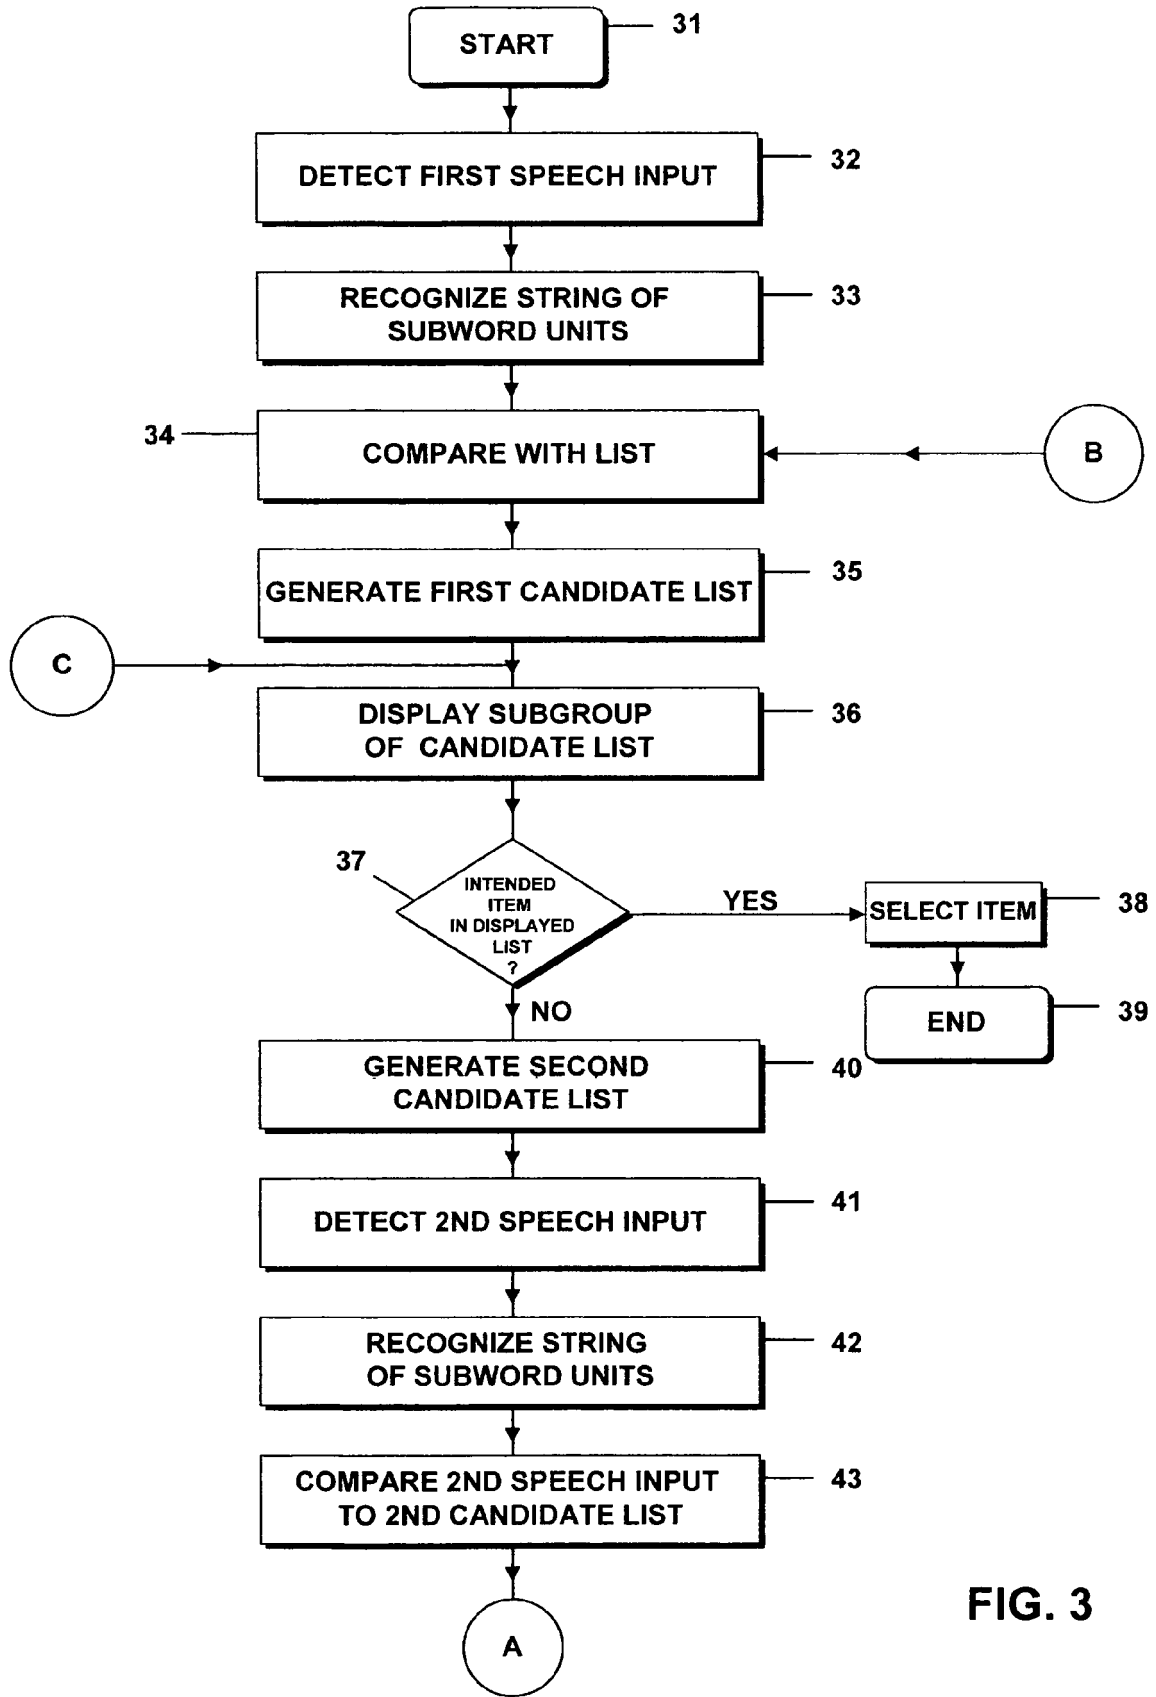 START
31
DETECT FIRST SPEECH INPUT
32
RECOGNIZE STRING OF
SUBWORD UNITS
33
34
COMPARE WITH LIST
B
GENERATE FIRST CANDIDATE LIST
35
C
DISPLAY SUBGROUP
OF CANDIDATE LIST
36
37
INTENDED
ITEM
IN DISPLAYED
LIST
?
YES
SELECT ITEM
38
NO
END
39
GENERATE SECOND
CANDIDATE LIST
40
DETECT 2ND SPEECH INPUT
41
RECOGNIZE STRING
OF SUBWORD UNITS
42
COMPARE 2ND SPEECH INPUT
TO 2ND CANDIDATE LIST
43
A
FIG. 3